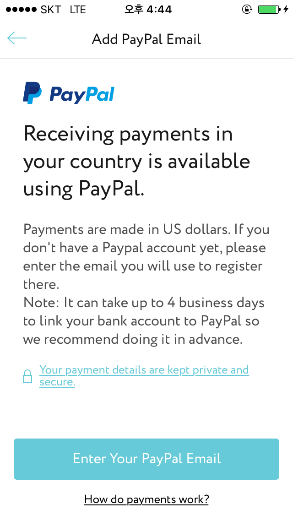 SKT LTE 오후 4:44
Add PayPal Email
PayPal
Receiving payments in
your country is available
using PayPal.
Payments are made in US dollars. If you
don't have a Paypal account yet, please
enter the email you will use to register
there.
Note: It can take up to 4 business days
to link your bank account to PayPal so
we recommend doing it in advance.
Your payment details are kept private and
secure.
Enter Your PayPal Email
How do payments work?